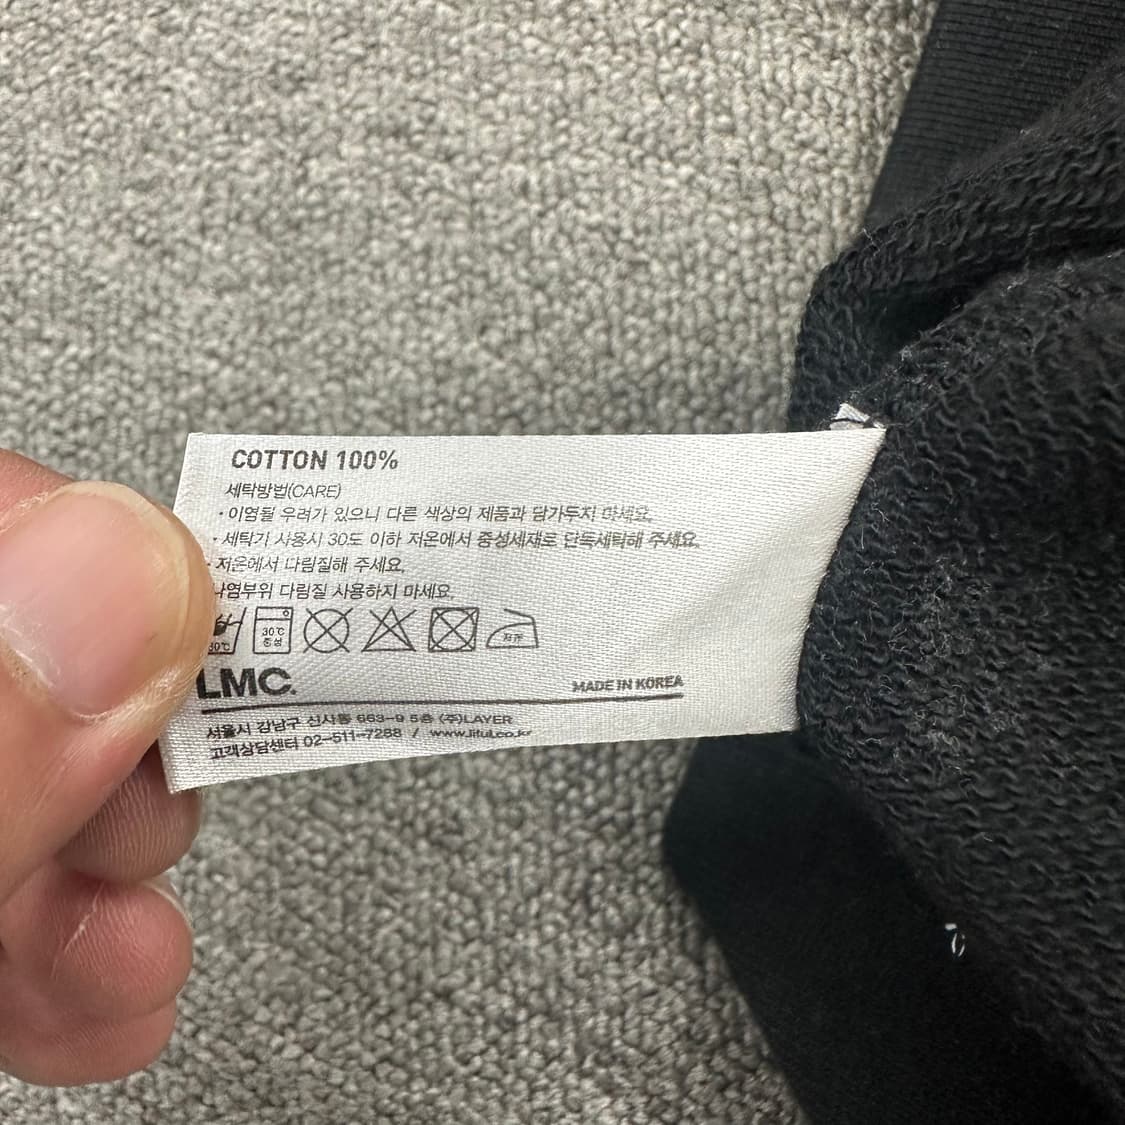 COTTON 100%
세탁방법(CARE)
· 이염될 우려가 있으니 다른 색상의 제품과 담가두지 마세요.
· 세탁기 사용시 30도 이하 저온에서 중성세제로 단독세탁해 주세요.
· 저온에서 다림질해 주세요.
나염부위 다림질 사용하지 마세요.
30℃ 30℃ 중성
LMC.
MADE IN KOREA
서울시 강남구 신사동 663-9 5층 (주)LAYER
고객상담센터 02-511-7288 / www.liful.co.kr